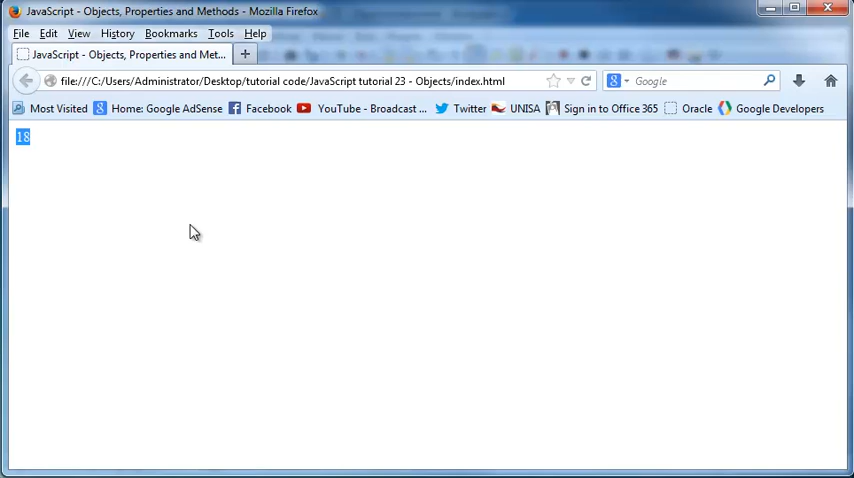 JavaScript - Objects, Properties and Methods - Mozilla Firefox
File Edit View History Bookmarks Tools Help
JavaScript - Objects, Properties and Met... +
file:///C:/Users/Administrator/Desktop/tutorial code/JavaScript tutorial 23 - Objects/index.html Google
Most Visited Home: Google AdSense Facebook YouTube - Broadcast ... Twitter UNISA Sign in to Office 365 Oracle Google Developers
18